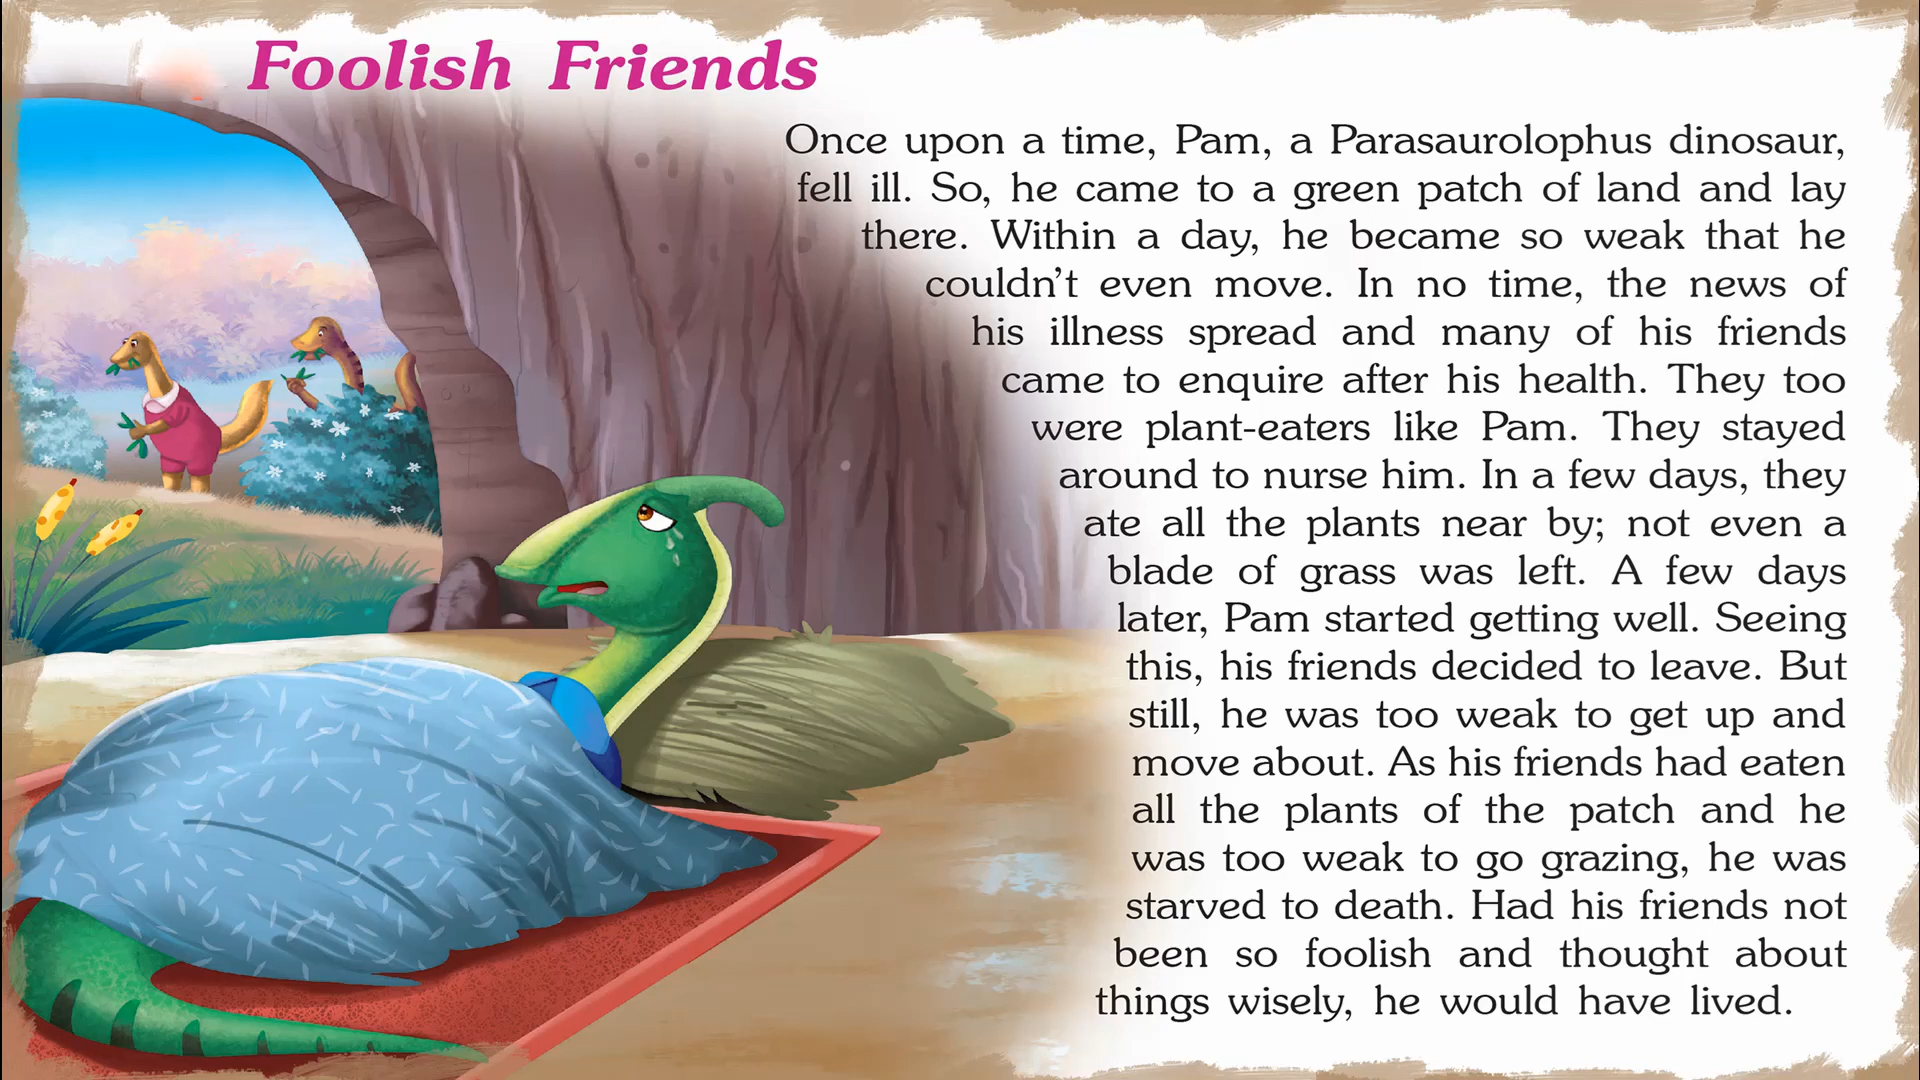 Foolish Friends
Once upon a time, Pam, a Parasaurolophus dinosaur,
fell ill. So, he came to a green patch of land and lay
there. Within a day, he became so weak that he
couldn't even move. In no time, the news of
his illness spread and many of his friends
came to enquire after his health. They too
were plant-eaters like Pam. They stayed
around to nurse him. In a few days, they
ate all the plants near by; not even a
blade of grass was left. A few days
later, Pam started getting well. Seeing
this, his friends decided to leave. But
still, he was too weak to get up and
move about. As his friends had eaten
all the plants of the patch and he
was too weak to go grazing, he was
starved to death. Had his friends not
been so foolish and thought about
things wisely, he would have lived.